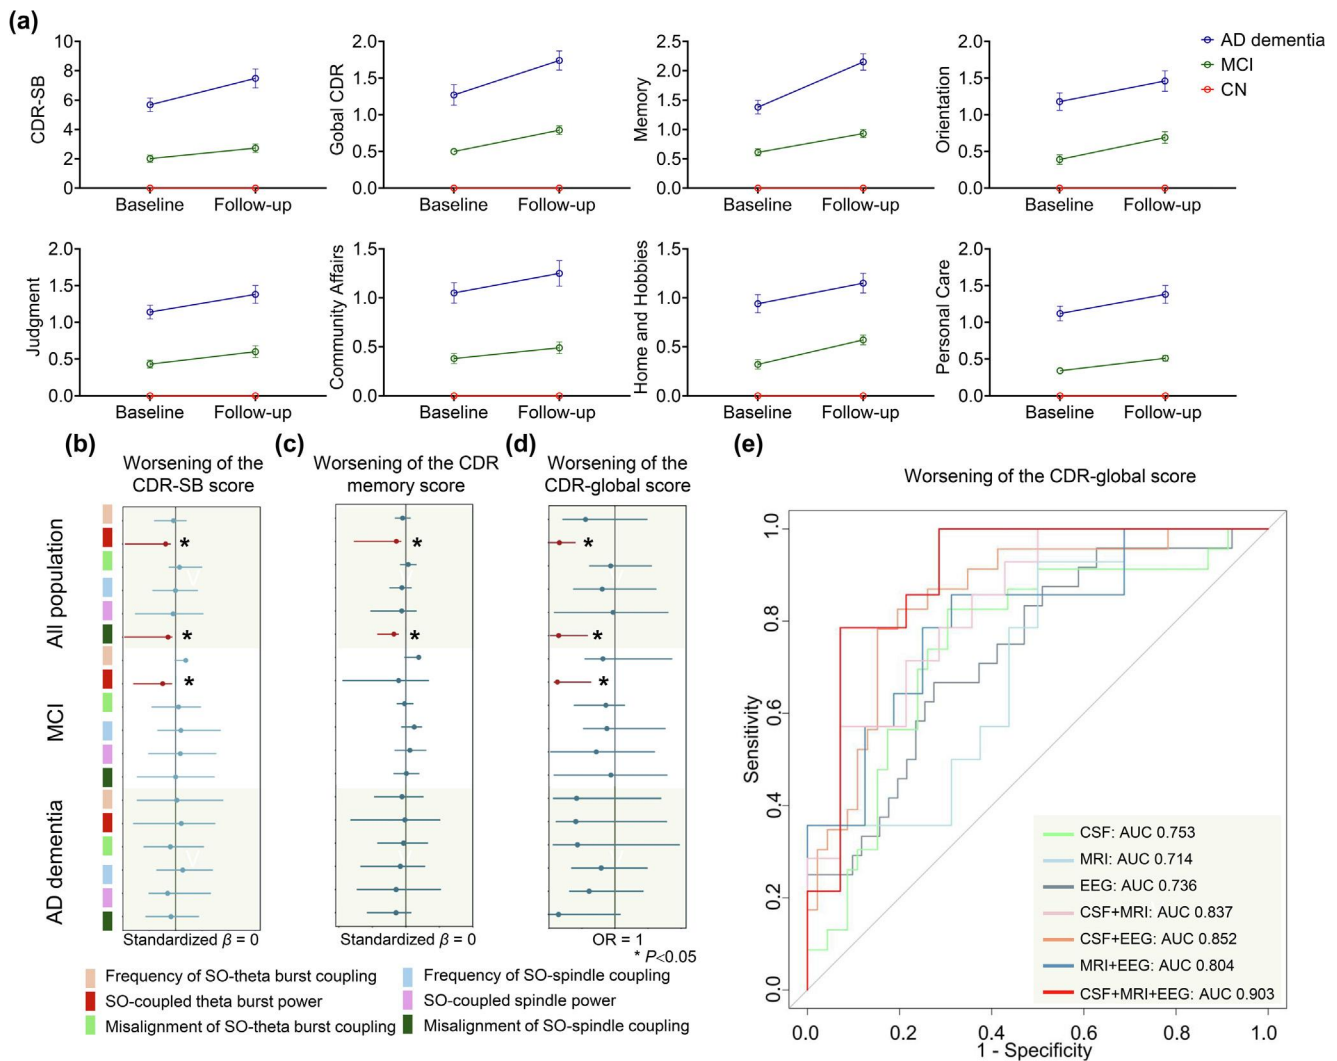 (a)
AD dementia
MCI
CN
CDR-SB
10
8
6
4
2
0
Baseline Follow-up
Gobal CDR
2.0
1.5
1.0
0.5
0.0
Baseline Follow-up
Memory
2.5
2.0
1.5
1.0
0.5
0.0
Baseline Follow-up
Orientation
2.0
1.5
1.0
0.5
0.0
Baseline Follow-up
Judgment
2.0
1.5
1.0
0.5
0.0
Baseline Follow-up
Community Affairs
1.5
1.0
0.5
0.0
Baseline Follow-up
Home and Hobbies
1.5
1.0
0.5
0.0
Baseline Follow-up
Personal Care
2.0
1.5
1.0
0.5
0.0
Baseline Follow-up
(b)
Worsening of the
CDR-SB score
All population
MCI
AD dementia
*
*
*
Standardized β = 0
(c)
Worsening of the CDR
memory score
*
*
Standardized β = 0
(d)
Worsening of the
CDR-global score
*
*
*
OR = 1
* P<0.05
Frequency of SO-theta burst coupling
SO-coupled theta burst power
Misalignment of SO-theta burst coupling
Frequency of SO-spindle coupling
SO-coupled spindle power
Misalignment of SO-spindle coupling
(e)
Worsening of the CDR-global score
Sensitivity
1.0
0.8
0.6
0.4
0.2
0.0
CSF: AUC 0.753
MRI: AUC 0.714
EEG: AUC 0.736
CSF+MRI: AUC 0.837
CSF+EEG: AUC 0.852
MRI+EEG: AUC 0.804
CSF+MRI+EEG: AUC 0.903
0.0 0.2 0.4 0.6 0.8 1.0
1 - Specificity